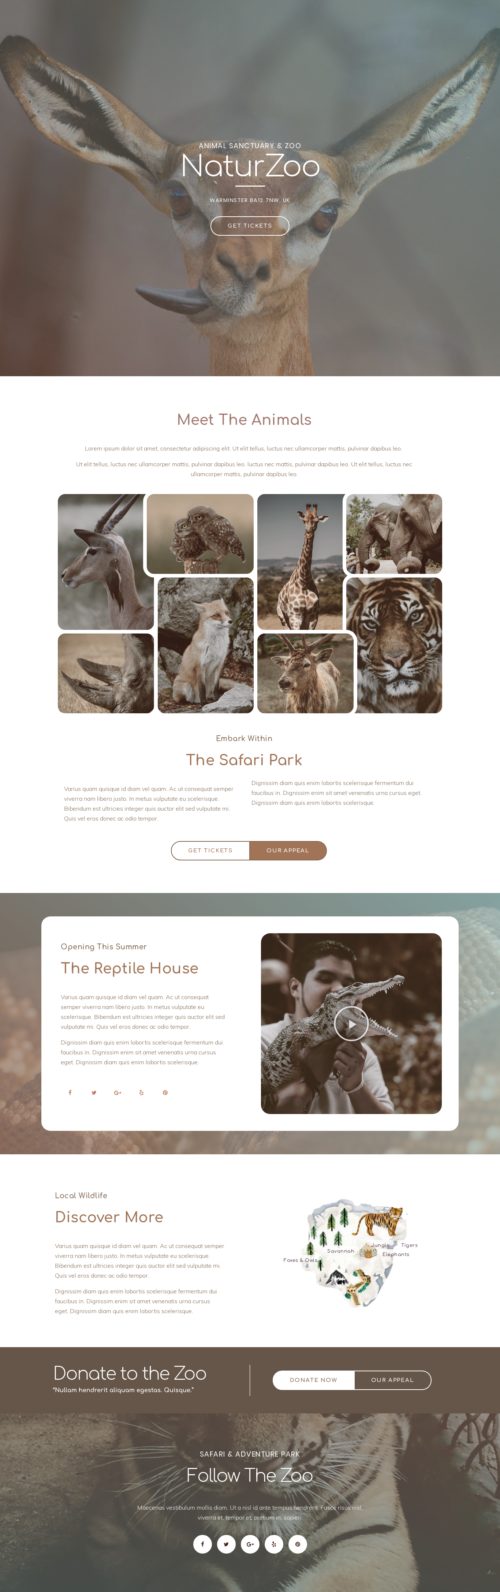 ANIMAL SANCTUARY & ZOO
NaturZoo
WARMINSTER BA12 7NW, UK
GET TICKETS
Meet The Animals
Lorem ipsum dolor sit amet, consectetur adipiscing elit. Ut elit tellus, luctus nec ullamcorper mattis, pulvinar dapibus leo.
Ut elit tellus, luctus nec ullamcorper mattis, pulvinar dapibus leo. luctus nec mattis, pulvinar dapibus leo. Ut elit tellus, luctus nec
ullamcorper mattis, pulvinar dapibus leo.
Embark Within
The Safari Park
Varius quam quisque id diam vel quam. Ac ut consequat semper
viverra nam libero justo. In metus vulputate eu scelerisque.
Bibendum est ultricies integer quis auctor elit sed vulputate mi.
Quis vel eros donec ac odio tempor.
Dignissim diam quis enim lobortis scelerisque fermentum dui
faucibus in. Dignissim enim sit amet venenatis urna cursus eget.
Dignissim diam quis enim lobortis scelerisque.
GET TICKETS
OUR APPEAL
Opening This Summer
The Reptile House
Varius quam quisque id diam vel quam. Ac ut consequat
semper viverra nam libero justo. In metus vulputate eu
scelerisque. Bibendum est ultricies integer quis auctor elit sed
vulputate mi. Quis vel eros donec ac odio tempor.
Dignissim diam quis enim lobortis scelerisque fermentum dui
faucibus in. Dignissim enim sit amet venenatis urna cursus
eget. Dignissim diam quis enim lobortis scelerisque.
Local Wildlife
Discover More
Varius quam quisque id diam vel quam. Ac ut consequat
semper viverra nam libero justo. In metus vulputate eu scelerisque.
Bibendum est ultricies integer quis auctor elit sed vulputate mi.
Quis vel eros donec ac odio tempor.
Dignissim diam quis enim lobortis scelerisque fermentum dui
faucibus in. Dignissim enim sit amet venenatis urna cursus
eget. Dignissim diam quis enim lobortis scelerisque.
Jungle
Tigers
Savannah
Elephants
Foxes & Owls
Donate to the Zoo
"Nullam hendrerit aliquam egestas. Quisque."
DONATE NOW
OUR APPEAL
SAFARI & ADVENTURE PARK
Follow The Zoo
Maecenas vestibulum mollis diam. Ut a nisl id ante tempus hendrerit. Fusce risus nisl,
viverra et, tempor et, pretium in, sapien.